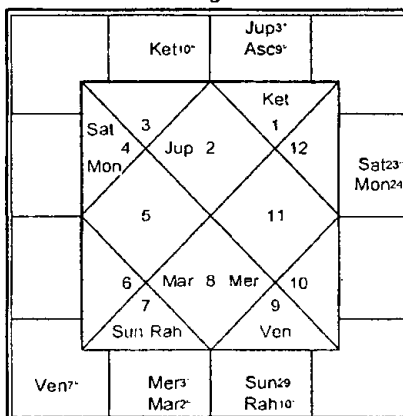 Jup3°
Ket10° Asc9°
Ket
Sat 3 1
Mon 4 Jup 2 12
Sat23°
Mon24
5 11
6 Mar 8 Mer 10
7 9
Sun Rah Ven
Ven7° Mer3° Sun29
Mar2° Rah10°